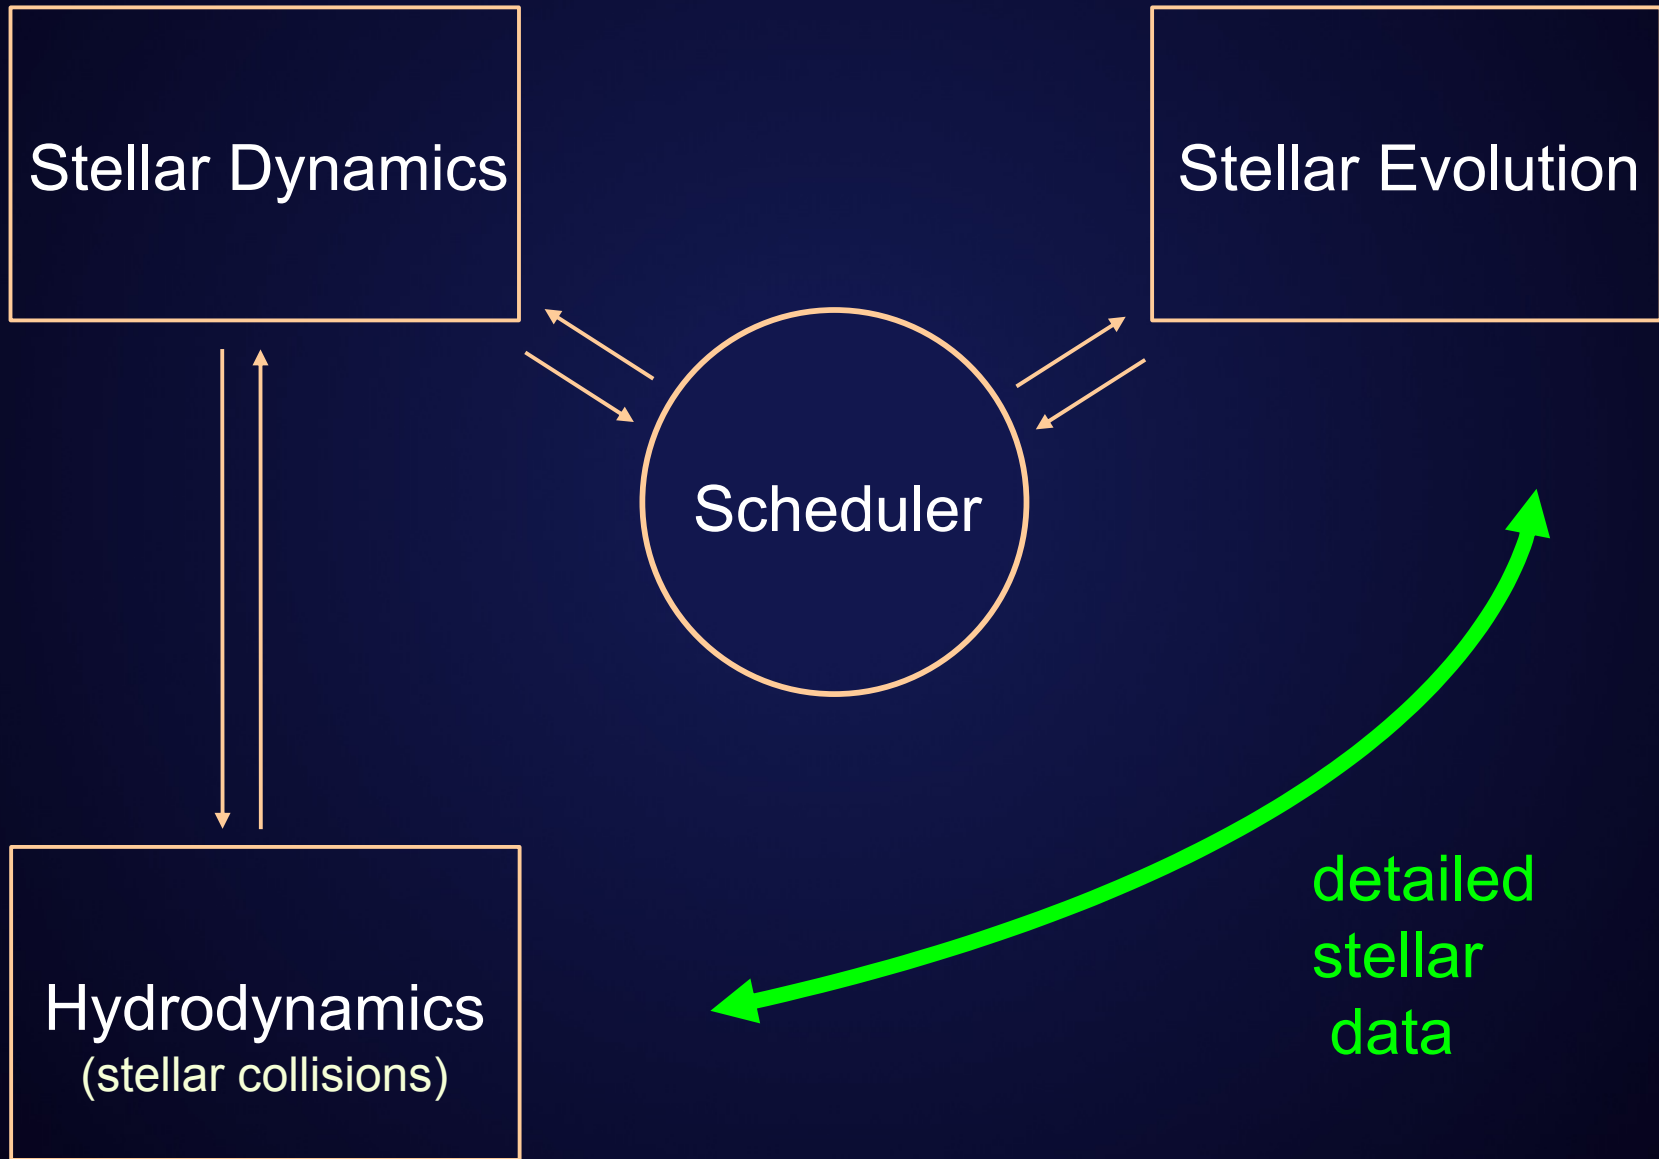 Stellar Dynamics
Stellar Evolution
Scheduler
Hydrodynamics
(stellar collisions)
detailed
stellar
data